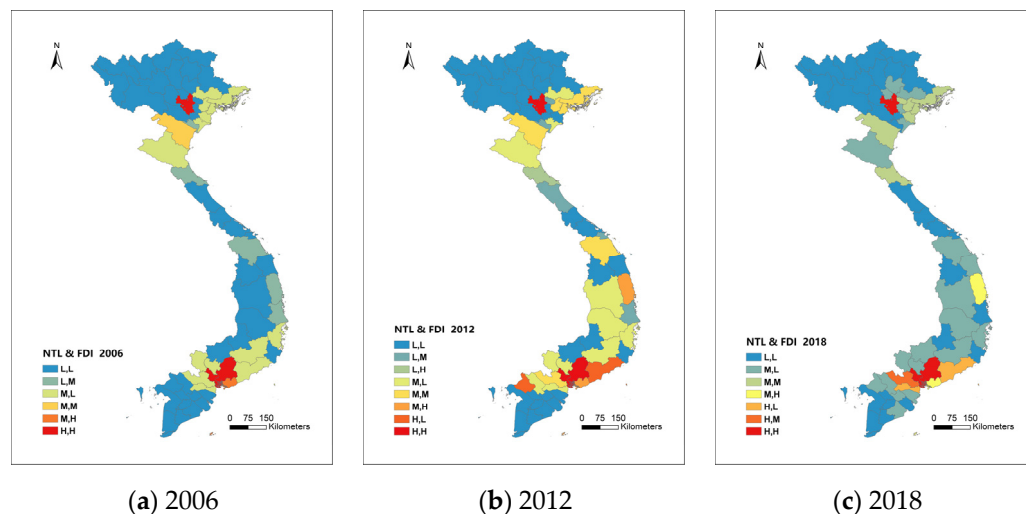 N
NTL & FDI 2006
L,L
L,M
M,L
M,M
M,H
H,H
0 75 150
Kilometers
N
NTL & FDI 2012
L,L
L,M
L,H
M,L
M,M
M,H
H,L
H,H
0 75 150
Kilometers
N
NTL & FDI 2018
L,L
M,L
M,M
M,H
H,L
H,M
H,H
0 75 150
Kilometers
(a) 2006
(b) 2012
(c) 2018